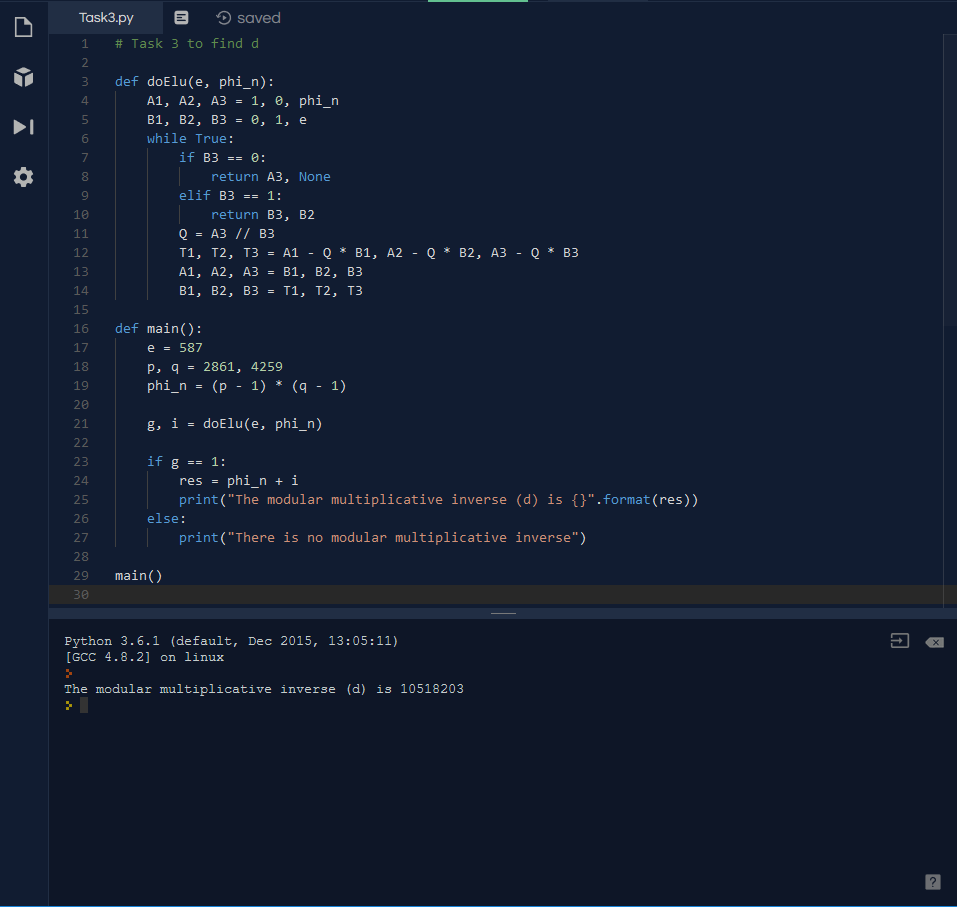 Task3.py saved
1 # Task 3 to find d
2
3 def doElu(e, phi_n):
4     A1, A2, A3 = 1, 0, phi_n
5     B1, B2, B3 = 0, 1, e
6     while True:
7         if B3 == 0:
8             return A3, None
9         elif B3 == 1:
10             return B3, B2
11         Q = A3 // B3
12         T1, T2, T3 = A1 - Q * B1, A2 - Q * B2, A3 - Q * B3
13         A1, A2, A3 = B1, B2, B3
14         B1, B2, B3 = T1, T2, T3
15
16 def main():
17     e = 587
18     p, q = 2861, 4259
19     phi_n = (p - 1) * (q - 1)
20
21     g, i = doElu(e, phi_n)
22
23     if g == 1:
24         res = phi_n + i
25         print("The modular multiplicative inverse (d) is {}".format(res))
26     else:
27         print("There is no modular multiplicative inverse")
28
29 main()
30
Python 3.6.1 (default, Dec 2015, 13:05:11)
[GCC 4.8.2] on linux
The modular multiplicative inverse (d) is 10518203
?